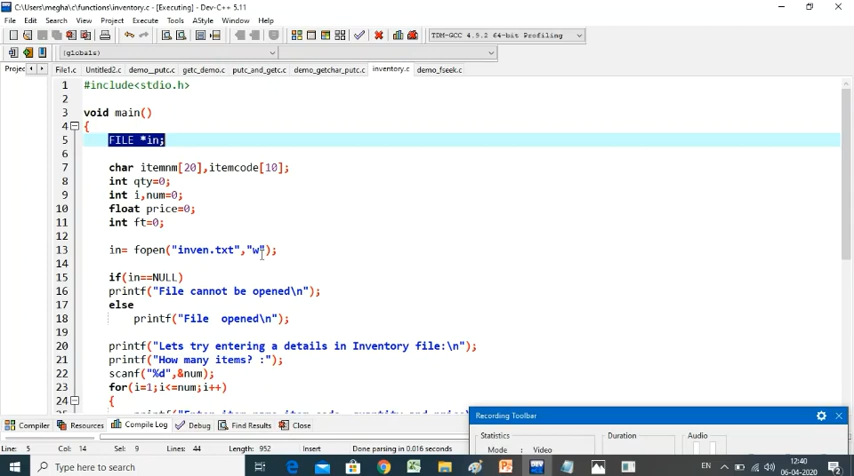 C:\Users\megha\c\functions\inventory.c - [Executing] - Dev-C++ 5.11
File Edit Search View Project Execute Tools AStyle Window Help
TDM-GCC 4.9.2 64-bit Profiling
(globals)
Projec File1.c Untitled2.c demo__putc.c getc_demo.c putc_and_getc.c demo_getchar_putc.c inventory.c demo_fseek.c
1 #include<stdio.h>
2
3 void main()
4 {
5 FILE *in;
6
7 char itemnm[20],itemcode[10];
8 int qty=0;
9 int i,num=0;
10 float price=0;
11 int ft=0;
12
13 in= fopen("inven.txt","w");
14
15 if(in==NULL)
16 printf("File cannot be opened\n");
17 else
18 printf("File  opened\n");
19
20 printf("Lets try entering a details in Inventory file:\n");
21 printf("How many items? :");
22 scanf("%d",&num);
23 for(i=1;i<=num;i++)
24 {
Recording Toolbar
Statistics Duration Audio
Mode : Video
Compiler Resources Compile Log Debug Find Results Close
Line: 5 Col: 14 Sel: 9 Lines: 44 Length: 952 Insert Done parsing in 0.016 seconds
Type here to search
EN 12:40
06-04-2020